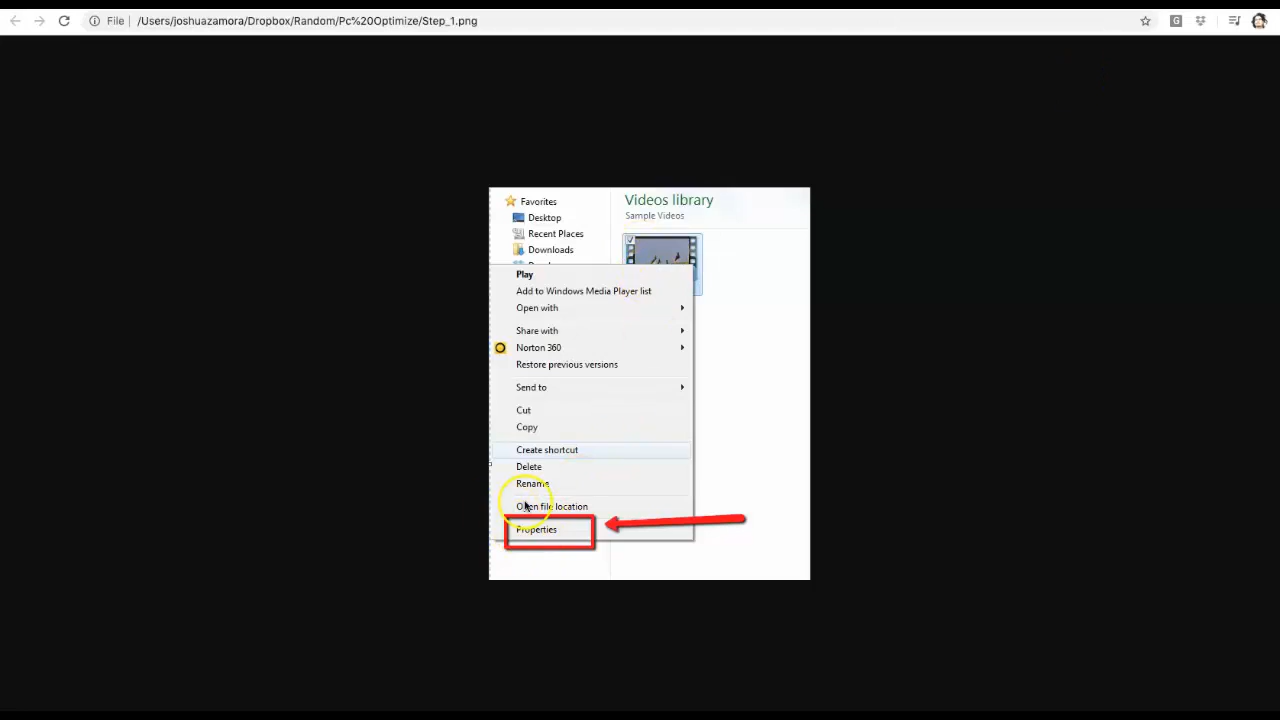 File /Users/joshuazamora/Dropbox/Random/Pc%20Optimize/Step_1.png
Favorites
Desktop
Recent Places
Downloads
Videos library
Sample Videos
Play
Add to Windows Media Player list
Open with
Share with
Norton 360
Restore previous versions
Send to
Cut
Copy
Create shortcut
Delete
Rename
Open file location
Properties